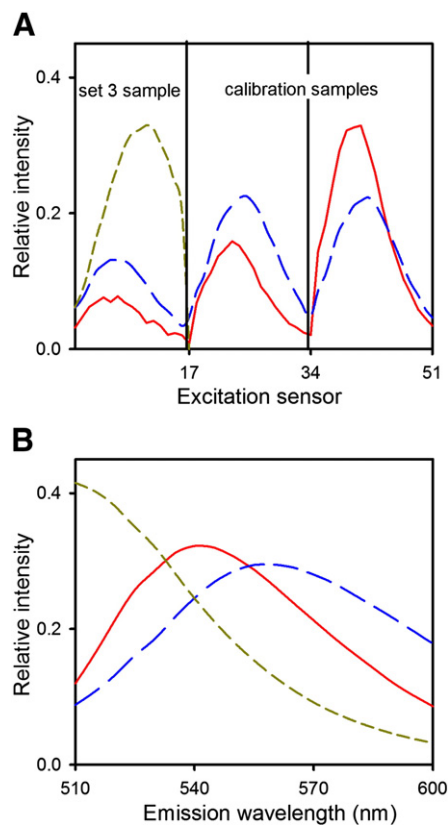 A
set 3 sample
calibration samples
Relative intensity
0.4
0.2
0.0
17
34
51
Excitation sensor
B
Relative intensity
0.4
0.2
0.0
510
540
570
600
Emission wavelength (nm)